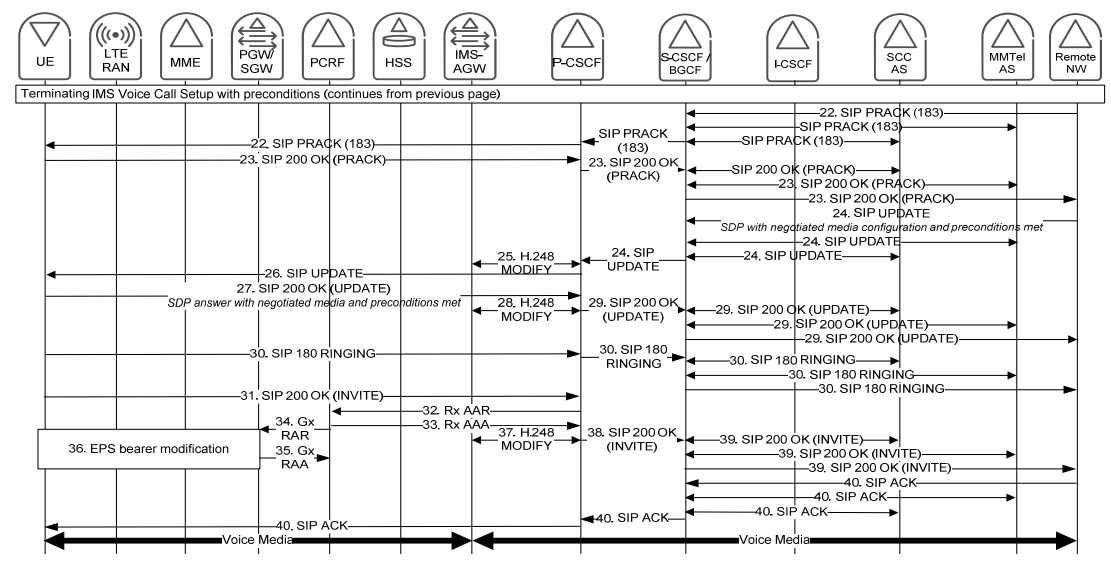 UE
LTE
RAN
MME
PGW/
SGW
PCRF
HSS
IMS-
AGW
P-CSCF
S-CSCF /
BGCF
I-CSCF
SCC
AS
MMTel
AS
Remote
NW
Terminating IMS Voice Call Setup with preconditions (continues from previous page)
22. SIP PRACK (183)
SIP PRACK (183)
SIP PRACK (183)
SIP PRACK
(183)
22. SIP PRACK (183)
23. SIP 200 OK (PRACK)
23. SIP 200 OK
(PRACK)
SIP 200 OK (PRACK)
23. SIP 200 OK (PRACK)
23. SIP 200 OK (PRACK)
24. SIP UPDATE
SDP with negotiated media configuration and preconditions met
24. SIP UPDATE
24. SIP UPDATE
24. SIP
UPDATE
25. H.248
MODIFY
26. SIP UPDATE
27. SIP 200 OK (UPDATE)
SDP answer with negotiated media and preconditions met
28. H.248
MODIFY
29. SIP 200 OK
(UPDATE)
29. SIP 200 OK (UPDATE)
29. SIP 200 OK (UPDATE)
29. SIP 200 OK (UPDATE)
30. SIP 180 RINGING
30. SIP 180
RINGING
30. SIP 180 RINGING
30. SIP 180 RINGING
30. SIP 180 RINGING
31. SIP 200 OK (INVITE)
32. Rx AAR
33. Rx AAA
34. Gx
RAR
35. Gx
RAA
36. EPS bearer modification
37. H.248
MODIFY
38. SIP 200 OK
(INVITE)
39. SIP 200 OK (INVITE)
39. SIP 200 OK (INVITE)
39. SIP 200 OK (INVITE)
40. SIP ACK
40. SIP ACK
40. SIP ACK
40. SIP ACK
40. SIP ACK
Voice Media
Voice Media